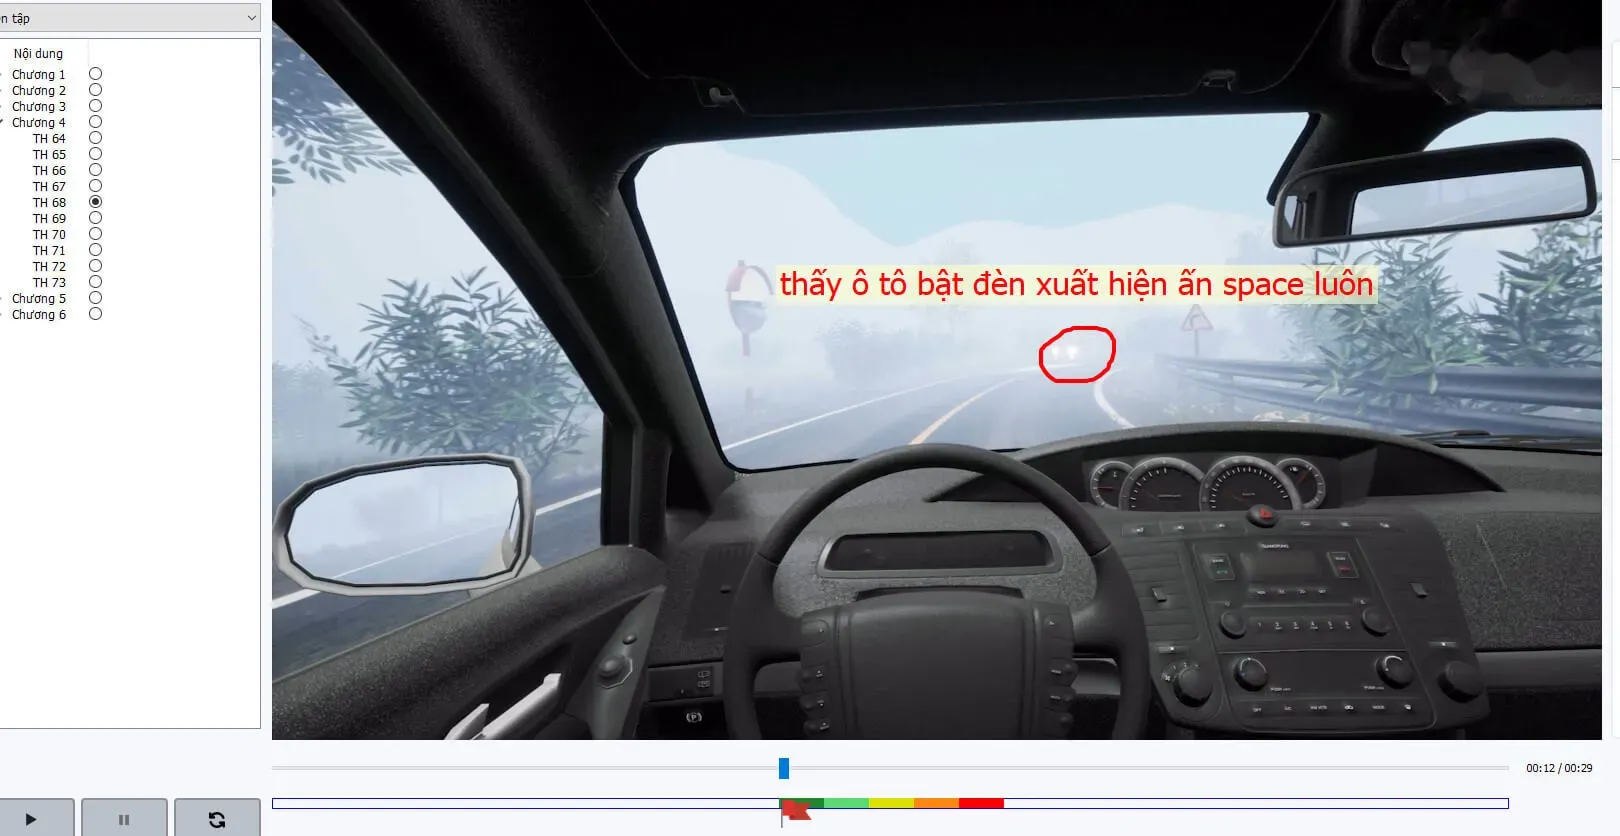 n tập
Nội dung
Chương 1
Chương 2
Chương 3
Chương 4
TH 64
TH 65
TH 66
TH 67
TH 68
TH 69
TH 70
TH 71
TH 72
TH 73
Chương 5
Chương 6
thấy ô tô bật đèn xuất hiện ấn space luôn
00:12 / 00:29